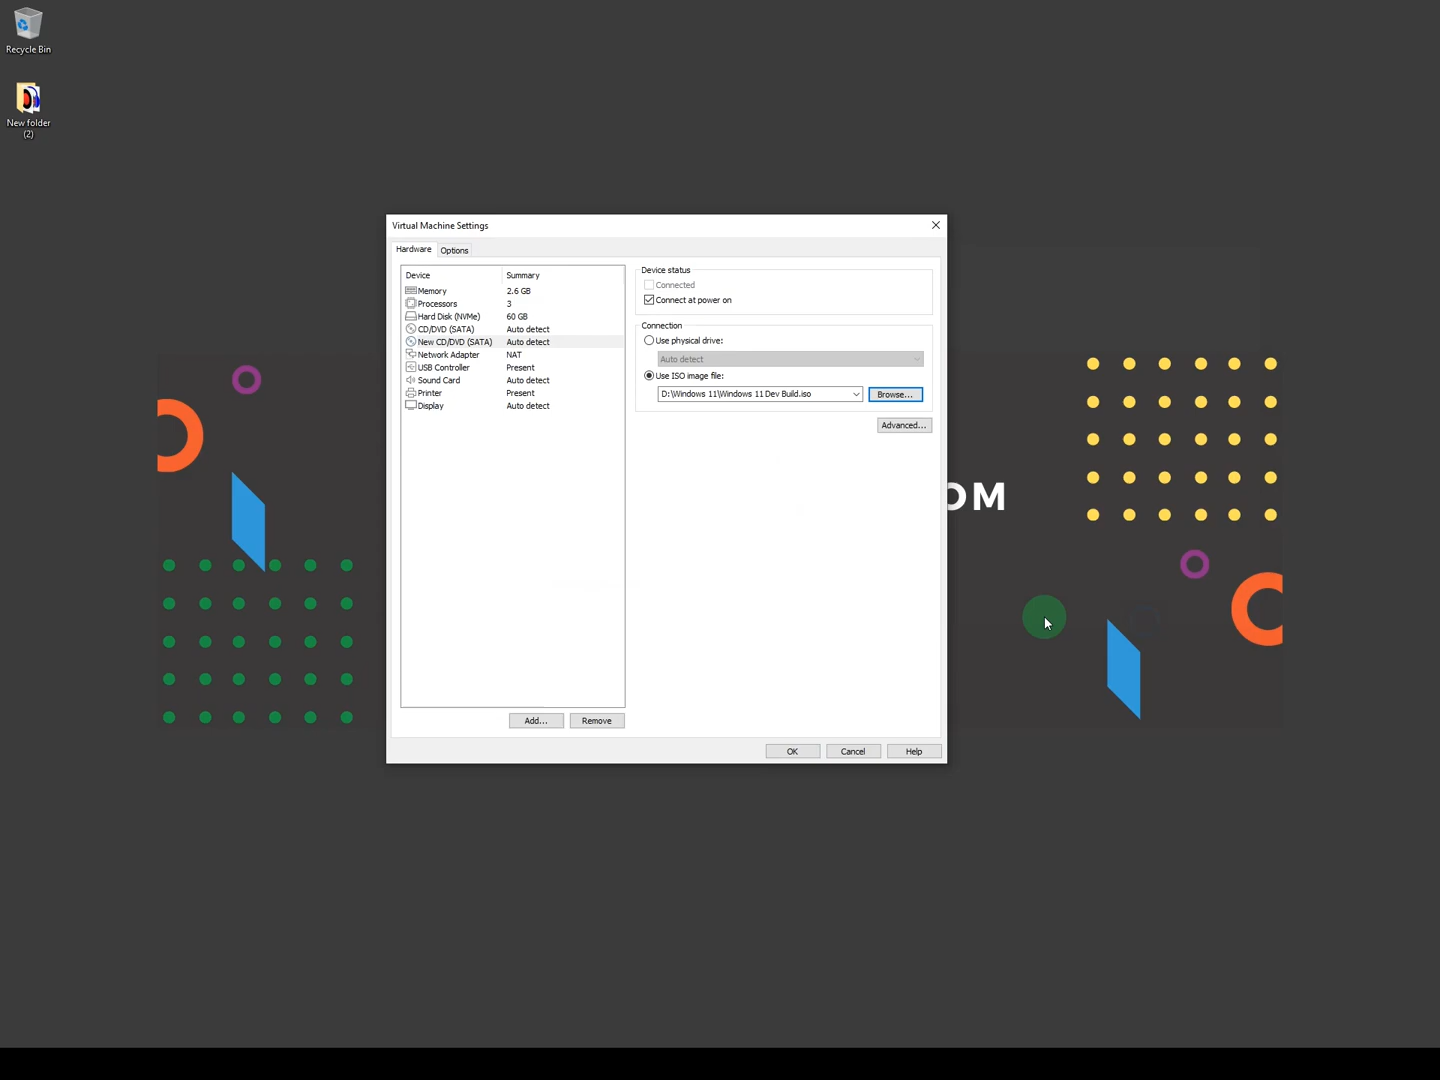 Recycle Bin
New folder
(2)
Virtual Machine Settings
Hardware Options
Device Summary
Memory 2.6 GB
Processors 3
Hard Disk (NVMe) 60 GB
CD/DVD (SATA) Auto detect
New CD/DVD (SATA) Auto detect
Network Adapter NAT
USB Controller Present
Sound Card Auto detect
Printer Present
Display Auto detect
Add... Remove
Device status
Connected
Connect at power on
Connection
Use physical drive:
Auto detect
Use ISO image file:
D:\Windows 11\Windows 11 Dev Build.iso Browse...
Advanced...
OM
OK Cancel Help